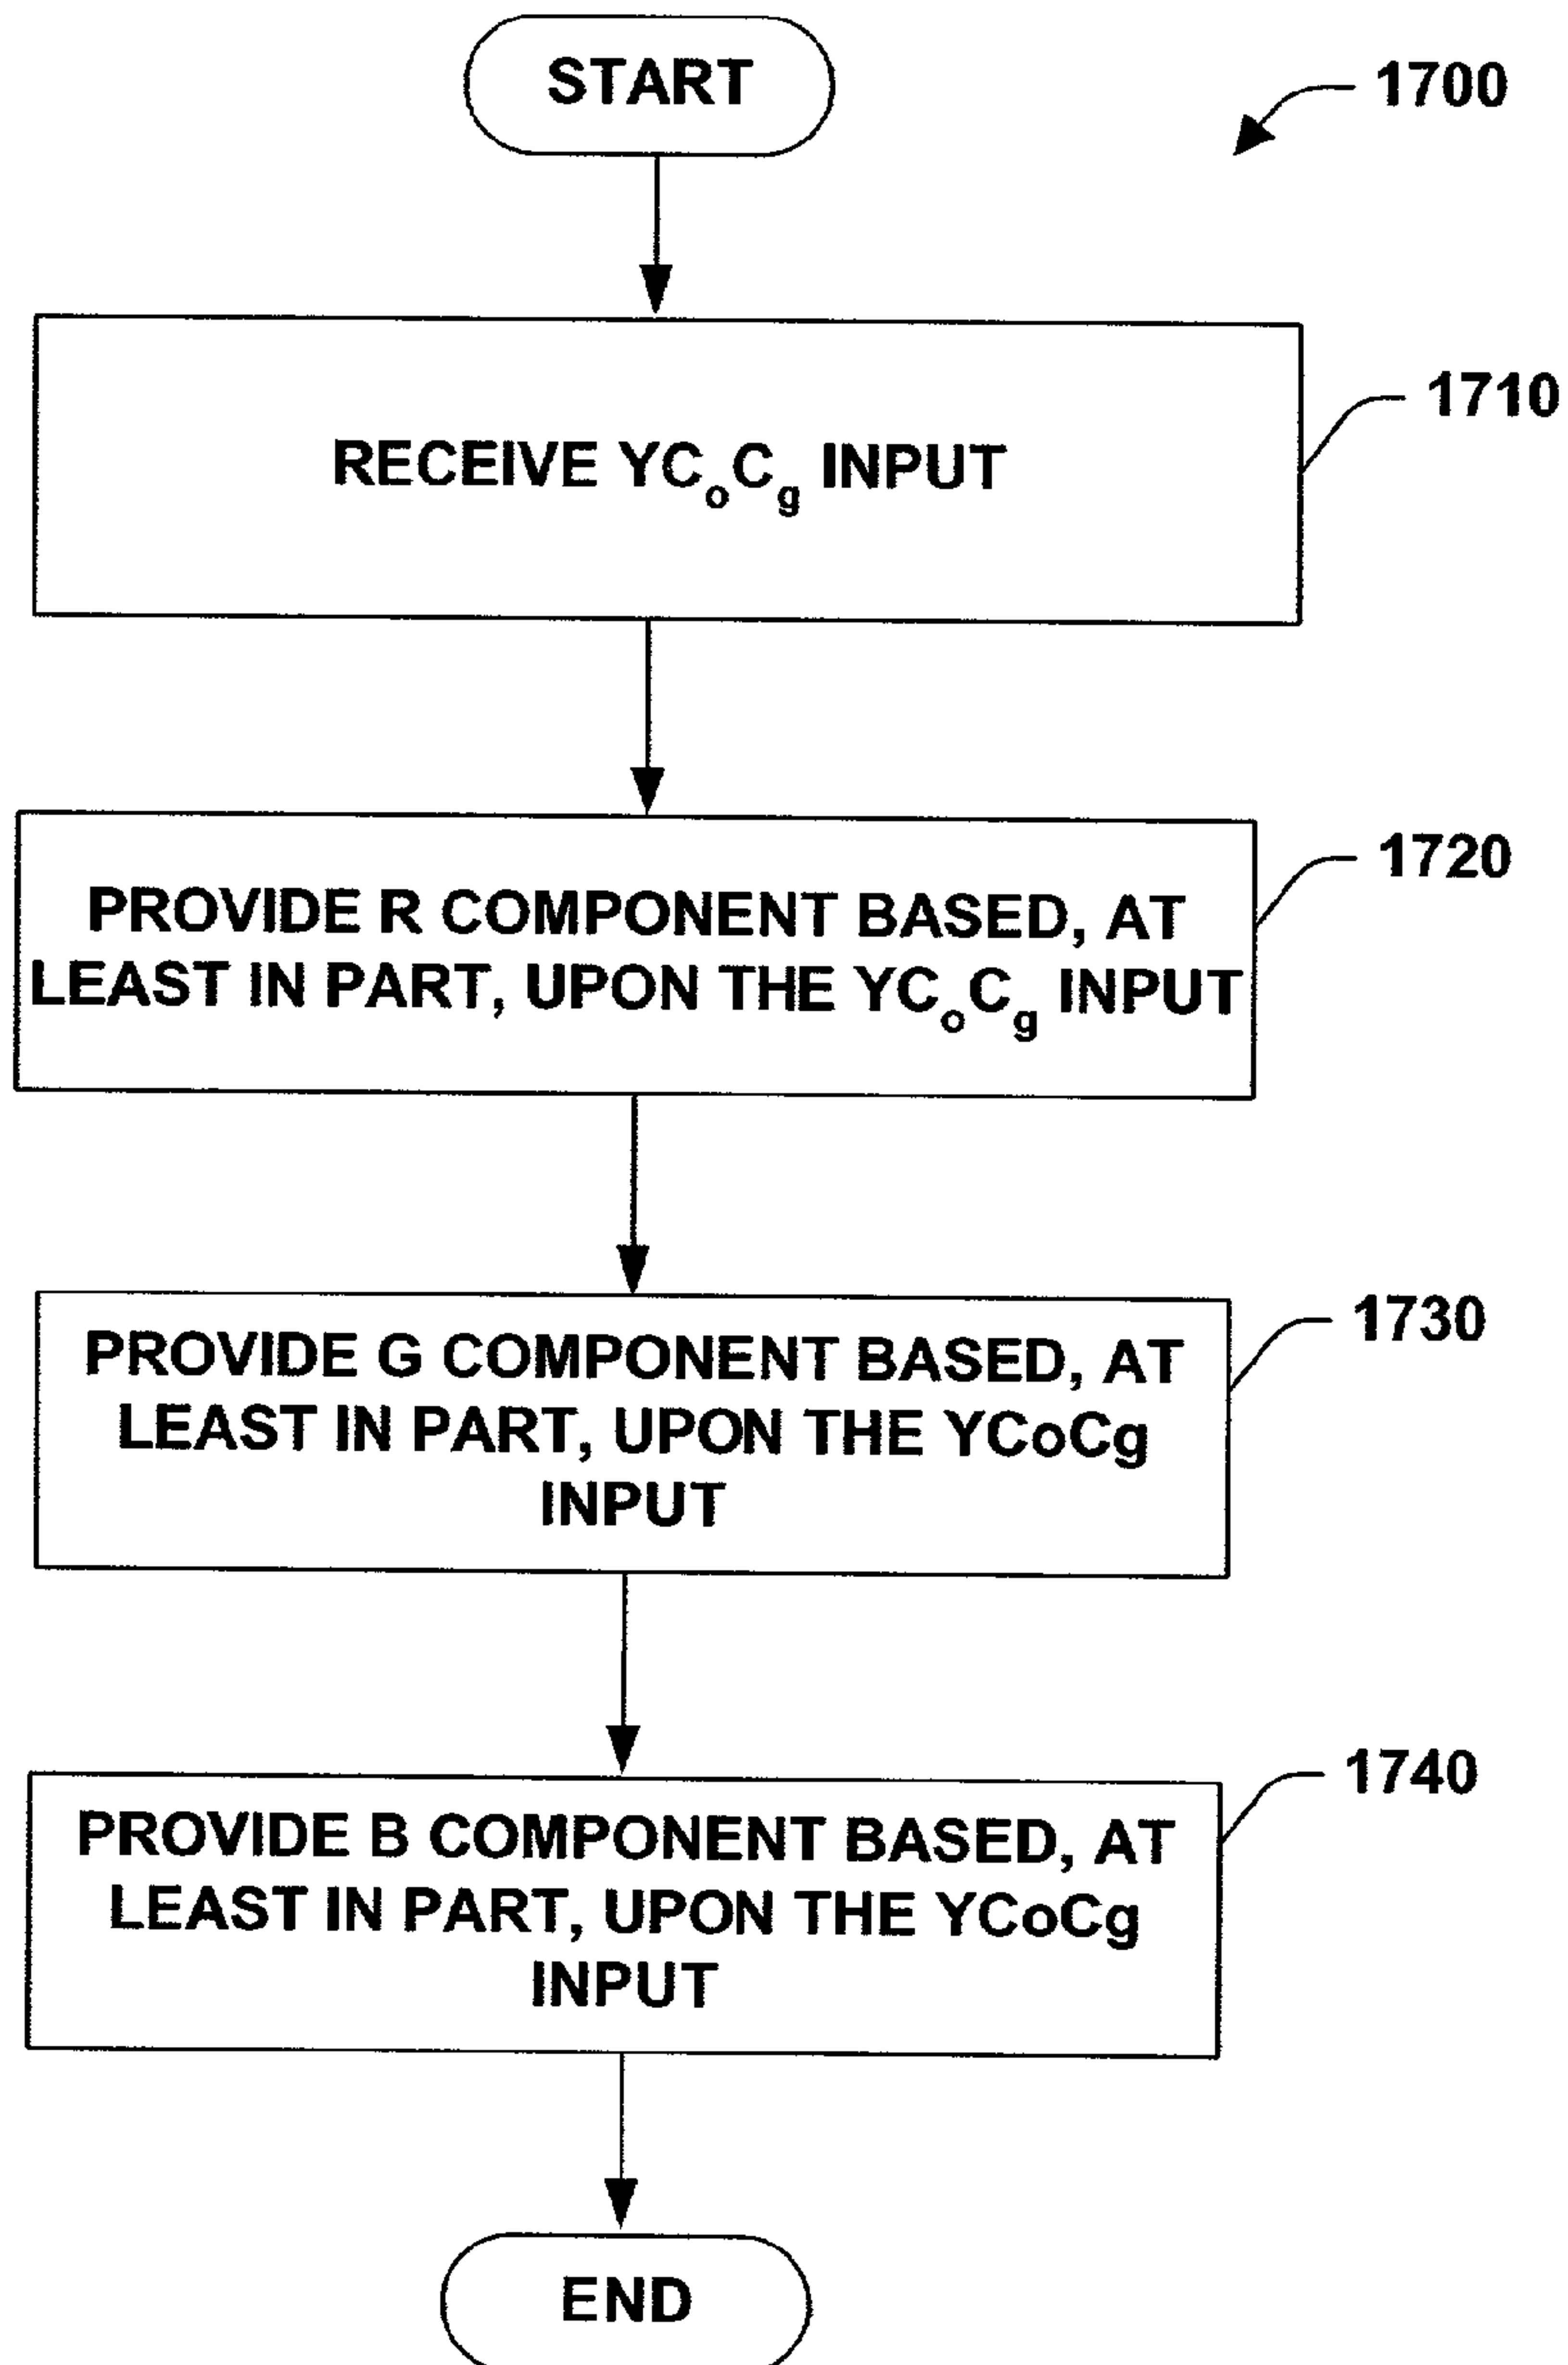 START
1700
RECEIVE YCoCg INPUT
1710
PROVIDE R COMPONENT BASED, AT
LEAST IN PART, UPON THE YCoCg INPUT
1720
PROVIDE G COMPONENT BASED, AT
LEAST IN PART, UPON THE YCoCg
INPUT
1730
PROVIDE B COMPONENT BASED, AT
LEAST IN PART, UPON THE YCoCg
INPUT
1740
END